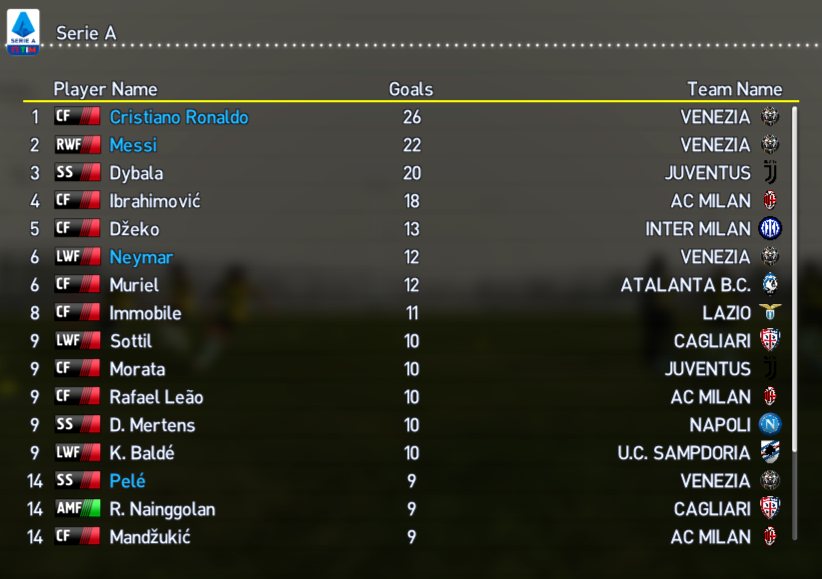 SERIE A
TIM
Serie A
Player Name Goals Team Name
1 CF Cristiano Ronaldo 26 VENEZIA
2 RWF Messi 22 VENEZIA
3 SS Dybala 20 JUVENTUS
4 CF Ibrahimović 18 AC MILAN
5 CF Džeko 13 INTER MILAN
6 LWF Neymar 12 VENEZIA
6 CF Muriel 12 ATALANTA B.C.
8 CF Immobile 11 LAZIO
9 LWF Sottil 10 CAGLIARI
9 CF Morata 10 JUVENTUS
9 CF Rafael Leão 10 AC MILAN
9 SS D. Mertens 10 NAPOLI N
9 LWF K. Baldé 10 U.C. SAMPDORIA
14 SS Pelé 9 VENEZIA
14 AMF R. Nainggolan 9 CAGLIARI
14 CF Mandžukić 9 AC MILAN